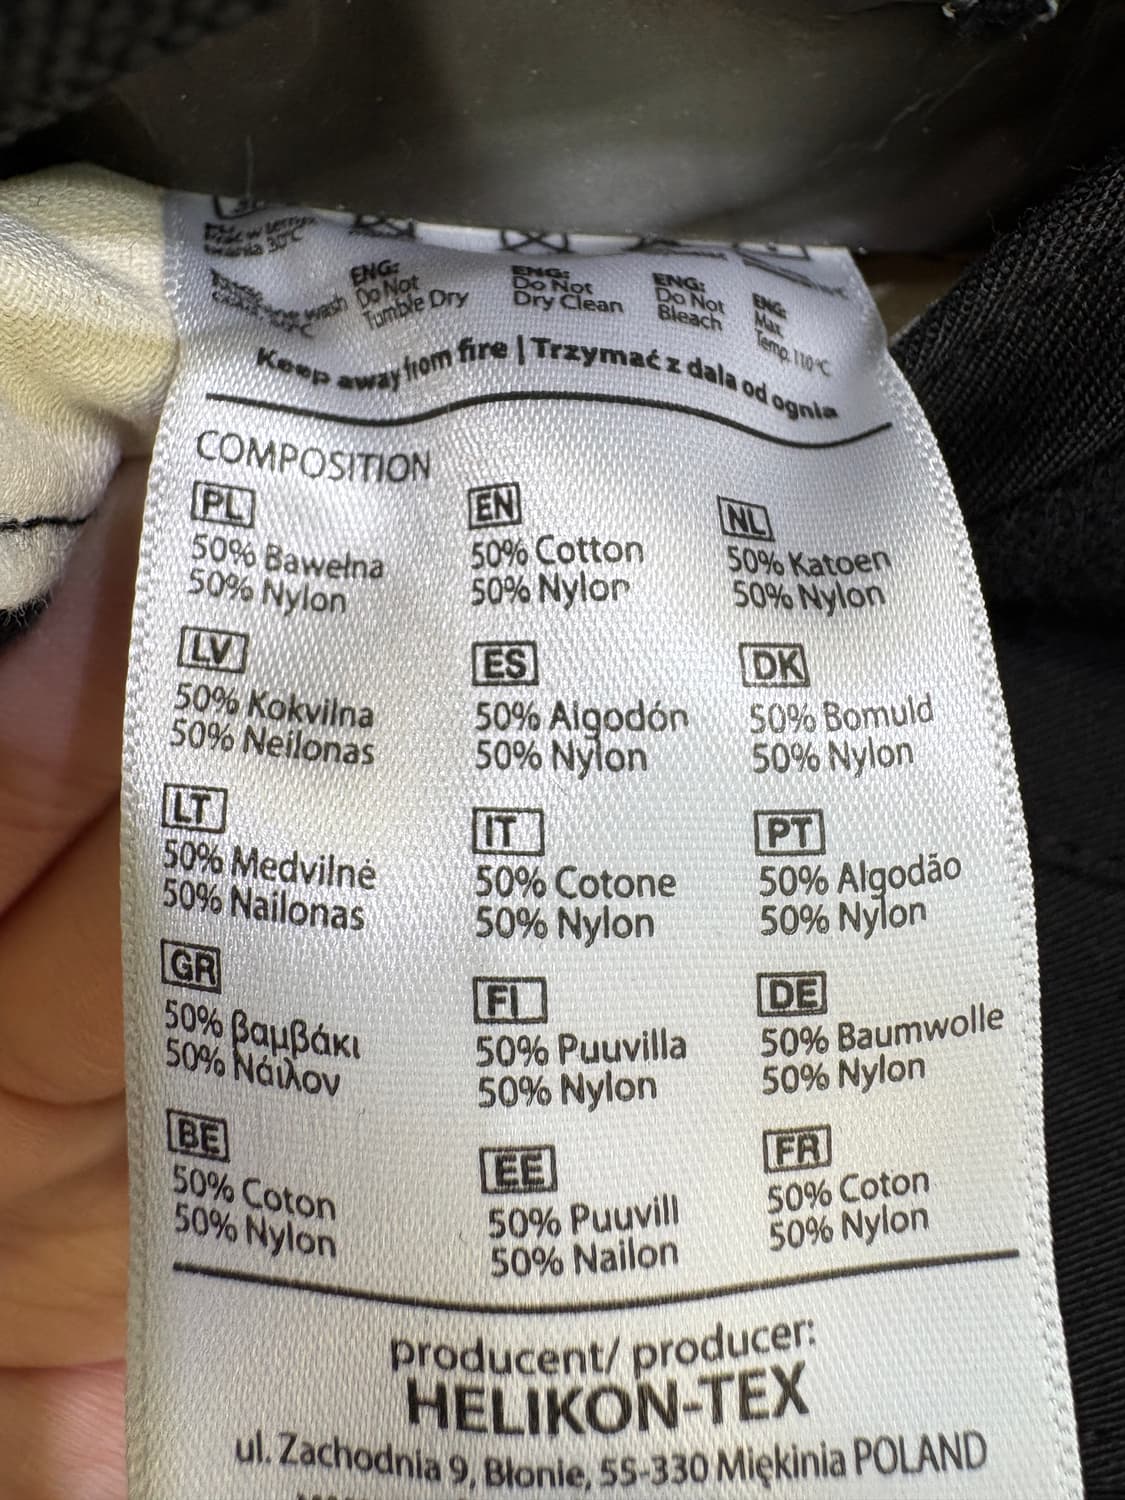 30°C
ENG:
Do Not
Tumble Dry
ENG:
Do Not
Dry Clean
ENG:
Do Not
Bleach
ENG:
Max.
Temp. 110°C
Keep away from fire | Trzymać z dala od ognia
COMPOSITION
PL
50% Bawełna
50% Nylon
EN
50% Cotton
50% Nylon
NL
50% Katoen
50% Nylon
LV
50% Kokvilna
50% Neilonas
ES
50% Algodón
50% Nylon
DK
50% Bomuld
50% Nylon
LT
50% Medvilnė
50% Nailonas
IT
50% Cotone
50% Nylon
PT
50% Algodão
50% Nylon
GR
50% βαμβάκι
50% Νάιλον
FI
50% Puuvilla
50% Nylon
DE
50% Baumwolle
50% Nylon
BE
50% Coton
50% Nylon
EE
50% Puuvill
50% Nailon
FR
50% Coton
50% Nylon
producent/ producer:
HELIKON-TEX
ul. Zachodnia 9, Błonie, 55-330 Miękinia POLAND